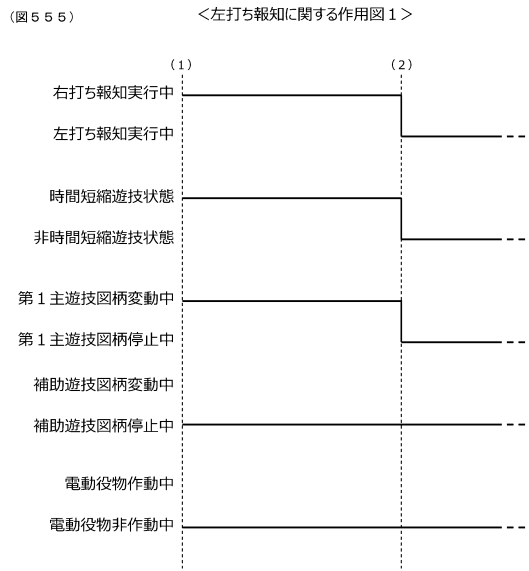 (図555)
＜左打ち報知に関する作用図1＞
(1)
(2)
右打ち報知実行中
左打ち報知実行中
時間短縮遊技状態
非時間短縮遊技状態
第1主遊技図柄変動中
第1主遊技図柄停止中
補助遊技図柄変動中
補助遊技図柄停止中
電動役物作動中
電動役物非作動中